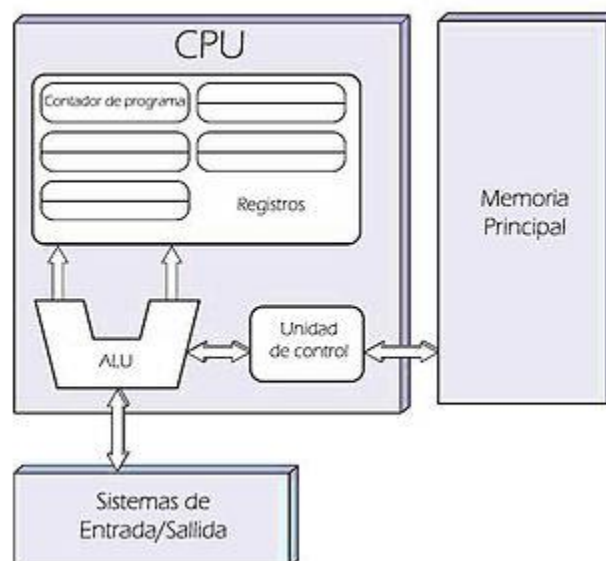 CPU
Contador de programa
Registros
Memoria
Principal
ALU
Unidad
de control
Sistemas de
Entrada/Sallida